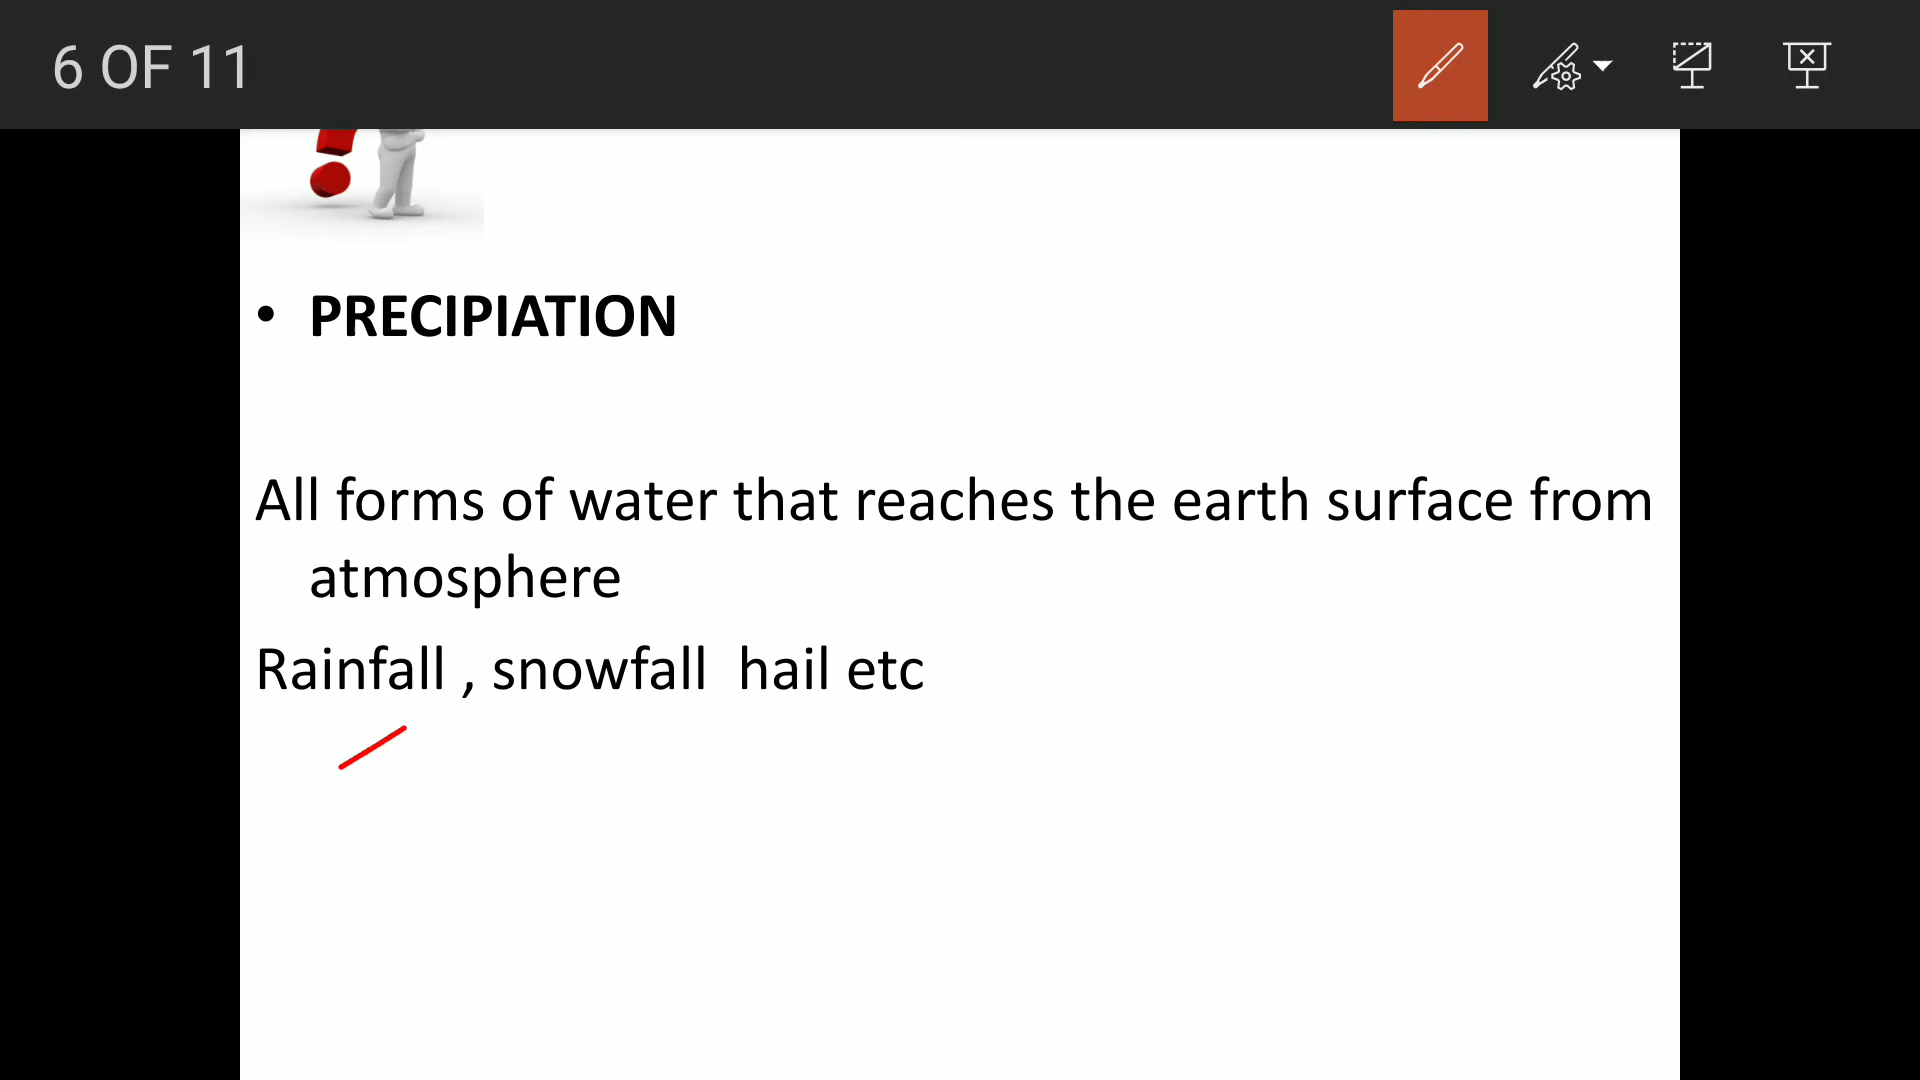 6 OF 11
• PRECIPIATION
All forms of water that reaches the earth surface from
atmosphere
Rainfall , snowfall  hail etc